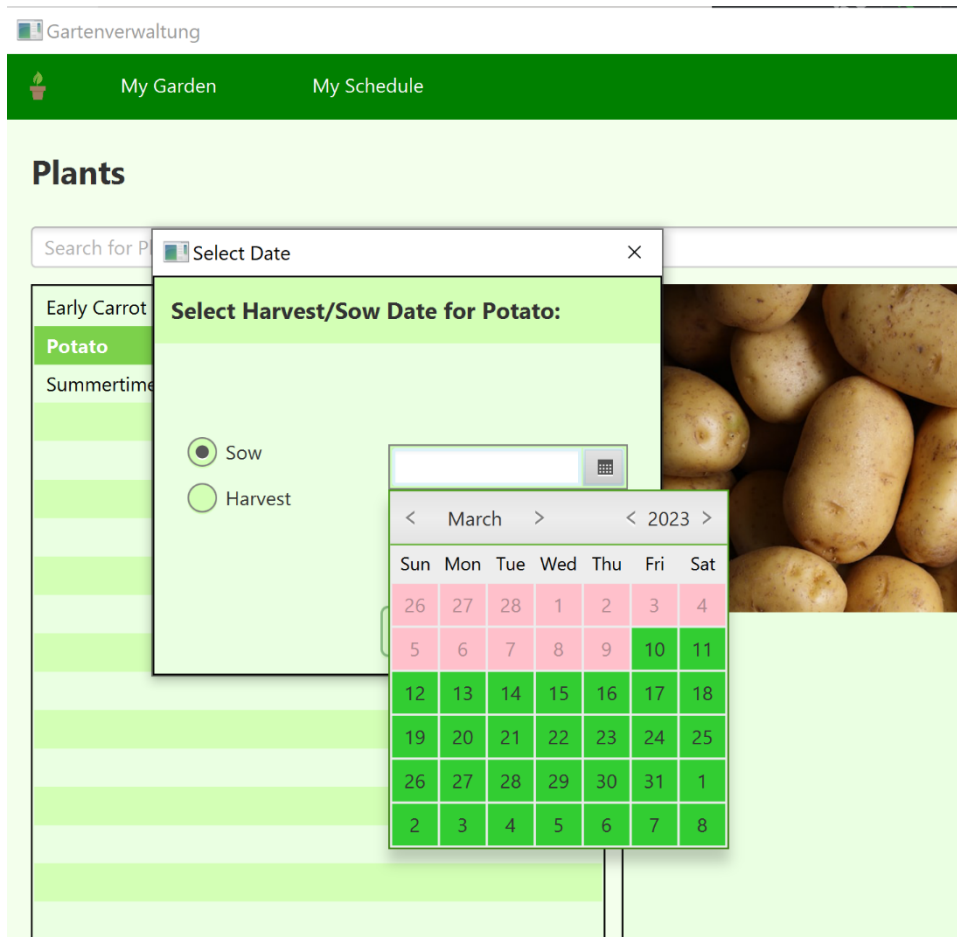 Gartenverwaltung
My Garden My Schedule
Plants
Search for Pl
Select Date
Select Harvest/Sow Date for Potato:
Early Carrot
Potato
Summertime
Sow
Harvest
< March > < 2023 >
Sun Mon Tue Wed Thu Fri Sat
26 27 28 1 2 3 4
5 6 7 8 9 10 11
12 13 14 15 16 17 18
19 20 21 22 23 24 25
26 27 28 29 30 31 1
2 3 4 5 6 7 8